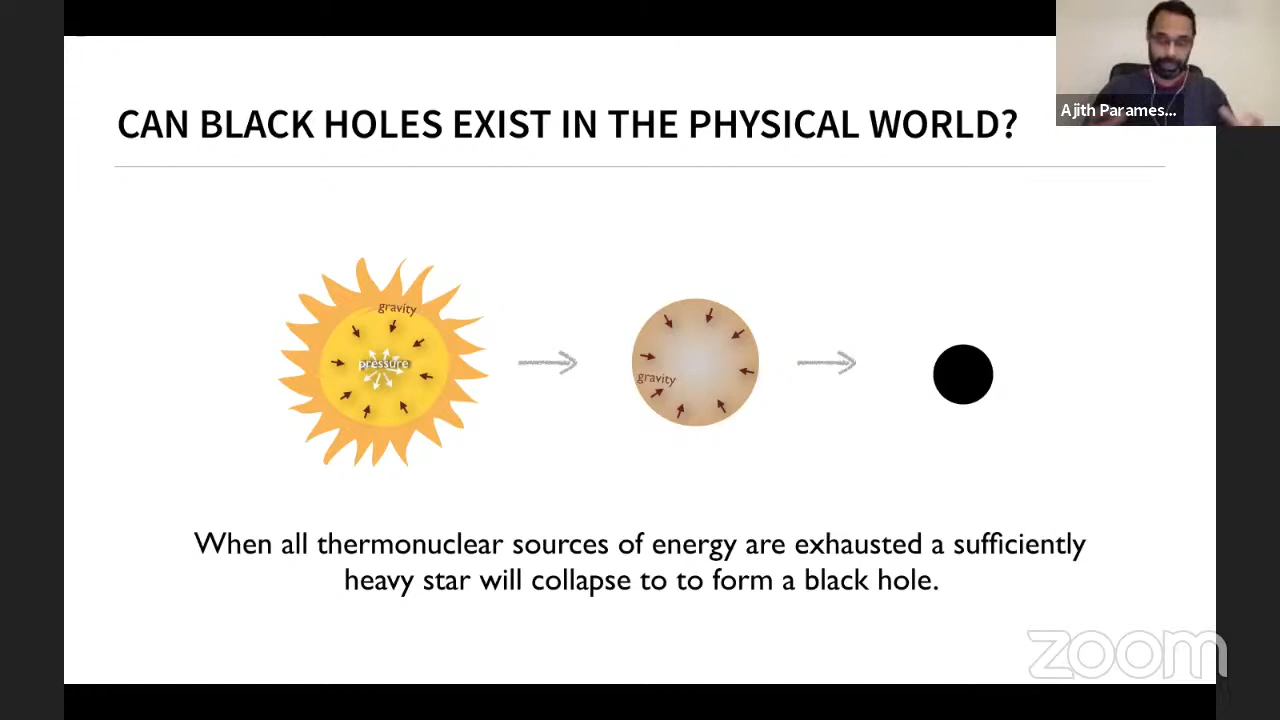 CAN BLACK HOLES EXIST IN THE PHYSICAL WORLD?
Ajith Parames...
gravity
pressure
gravity
When all thermonuclear sources of energy are exhausted a sufficiently
heavy star will collapse to to form a black hole.
zoom